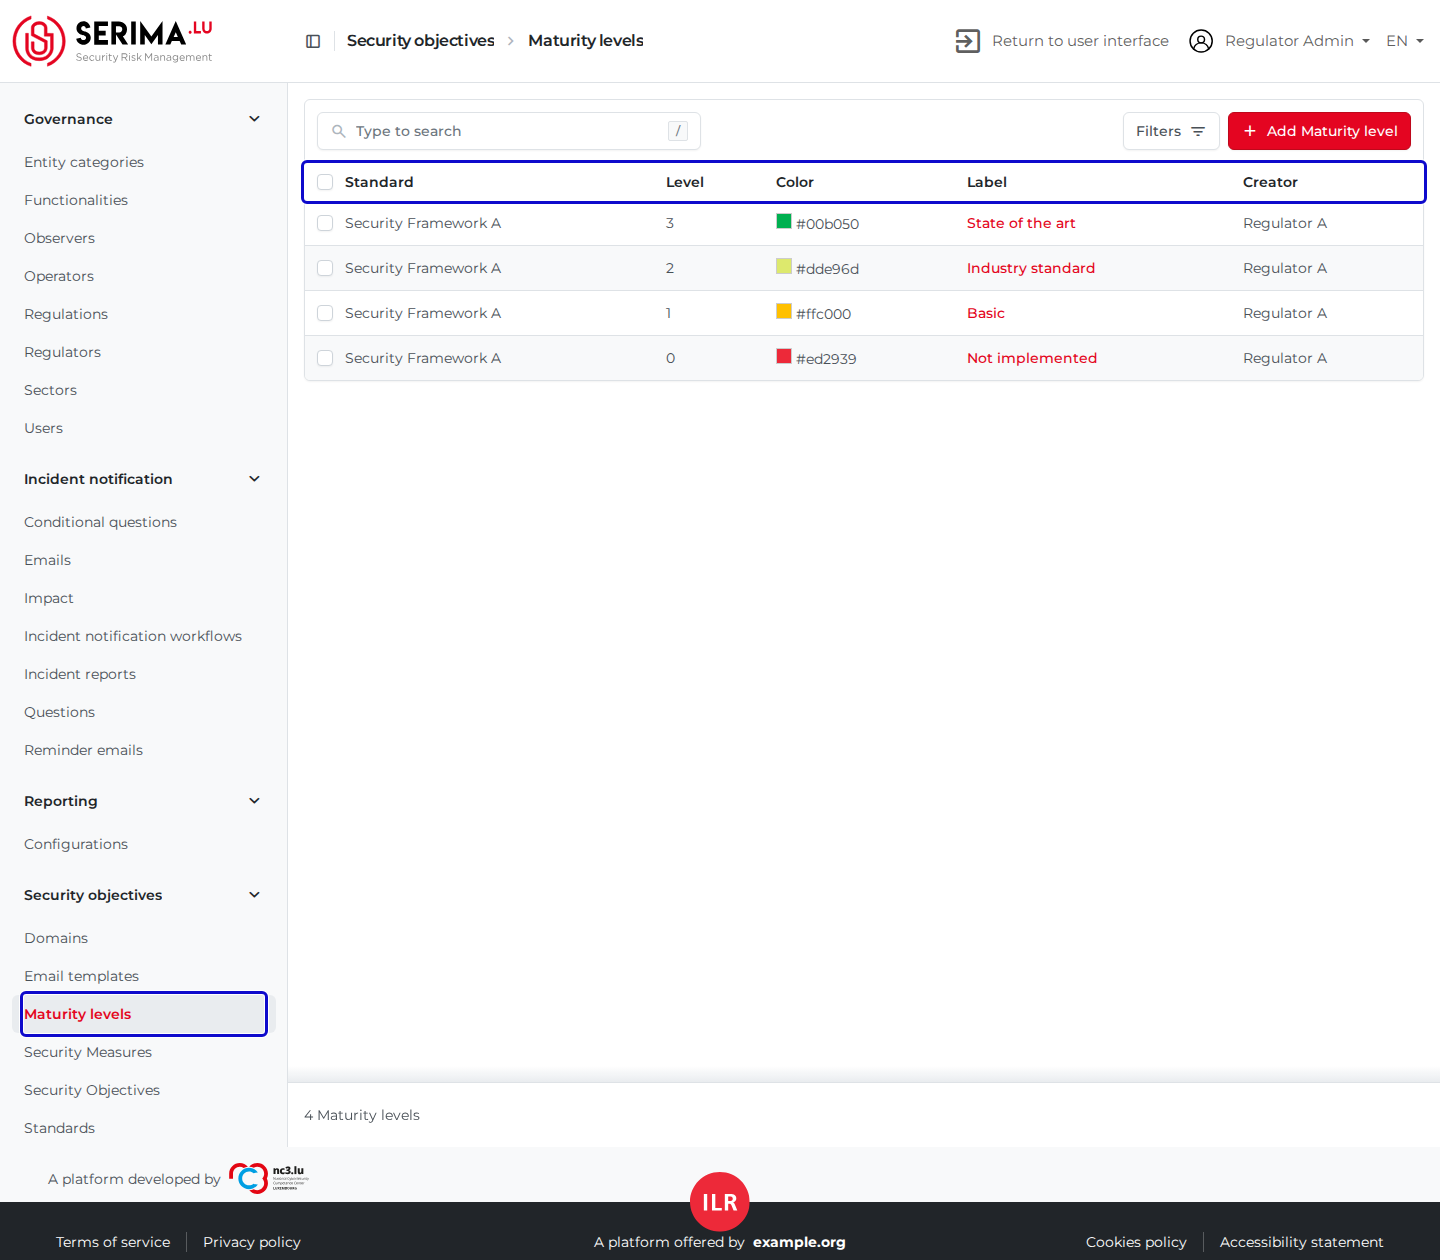 SERIMA.LU
Security Risk Management
Security objectives > Maturity levels
Return to user interface
Regulator Admin
EN
Governance
Entity categories
Functionalities
Observers
Operators
Regulations
Regulators
Sectors
Users
Incident notification
Conditional questions
Emails
Impact
Incident notification workflows
Incident reports
Questions
Reminder emails
Reporting
Configurations
Security objectives
Domains
Email templates
Maturity levels
Security Measures
Security Objectives
Standards
Type to search /
Filters
+ Add Maturity level
Standard Level Color Label Creator
Security Framework A 3 #00b050 State of the art Regulator A
Security Framework A 2 #dde96d Industry standard Regulator A
Security Framework A 1 #ffc000 Basic Regulator A
Security Framework A 0 #ed2939 Not implemented Regulator A
4 Maturity levels
A platform developed by
nc3.lu
ILR
Terms of service
Privacy policy
A platform offered by example.org
Cookies policy
Accessibility statement